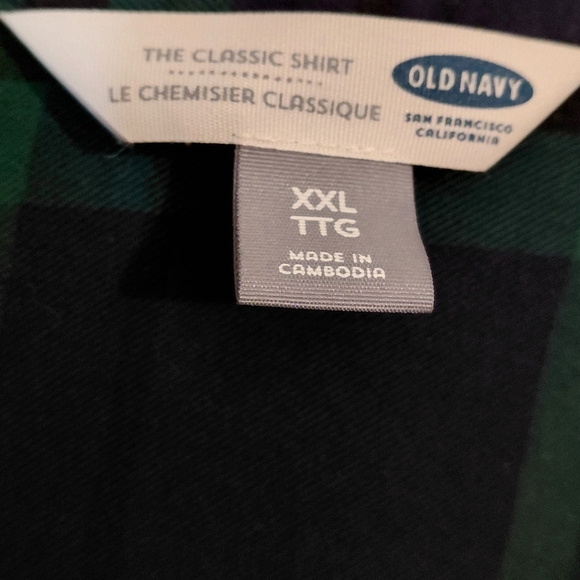 THE CLASSIC SHIRT
LE CHEMISIER CLASSIQUE
OLD NAVY
SAN FRANCISCO
CALIFORNIA
XXL
TTG
MADE IN
CAMBODIA